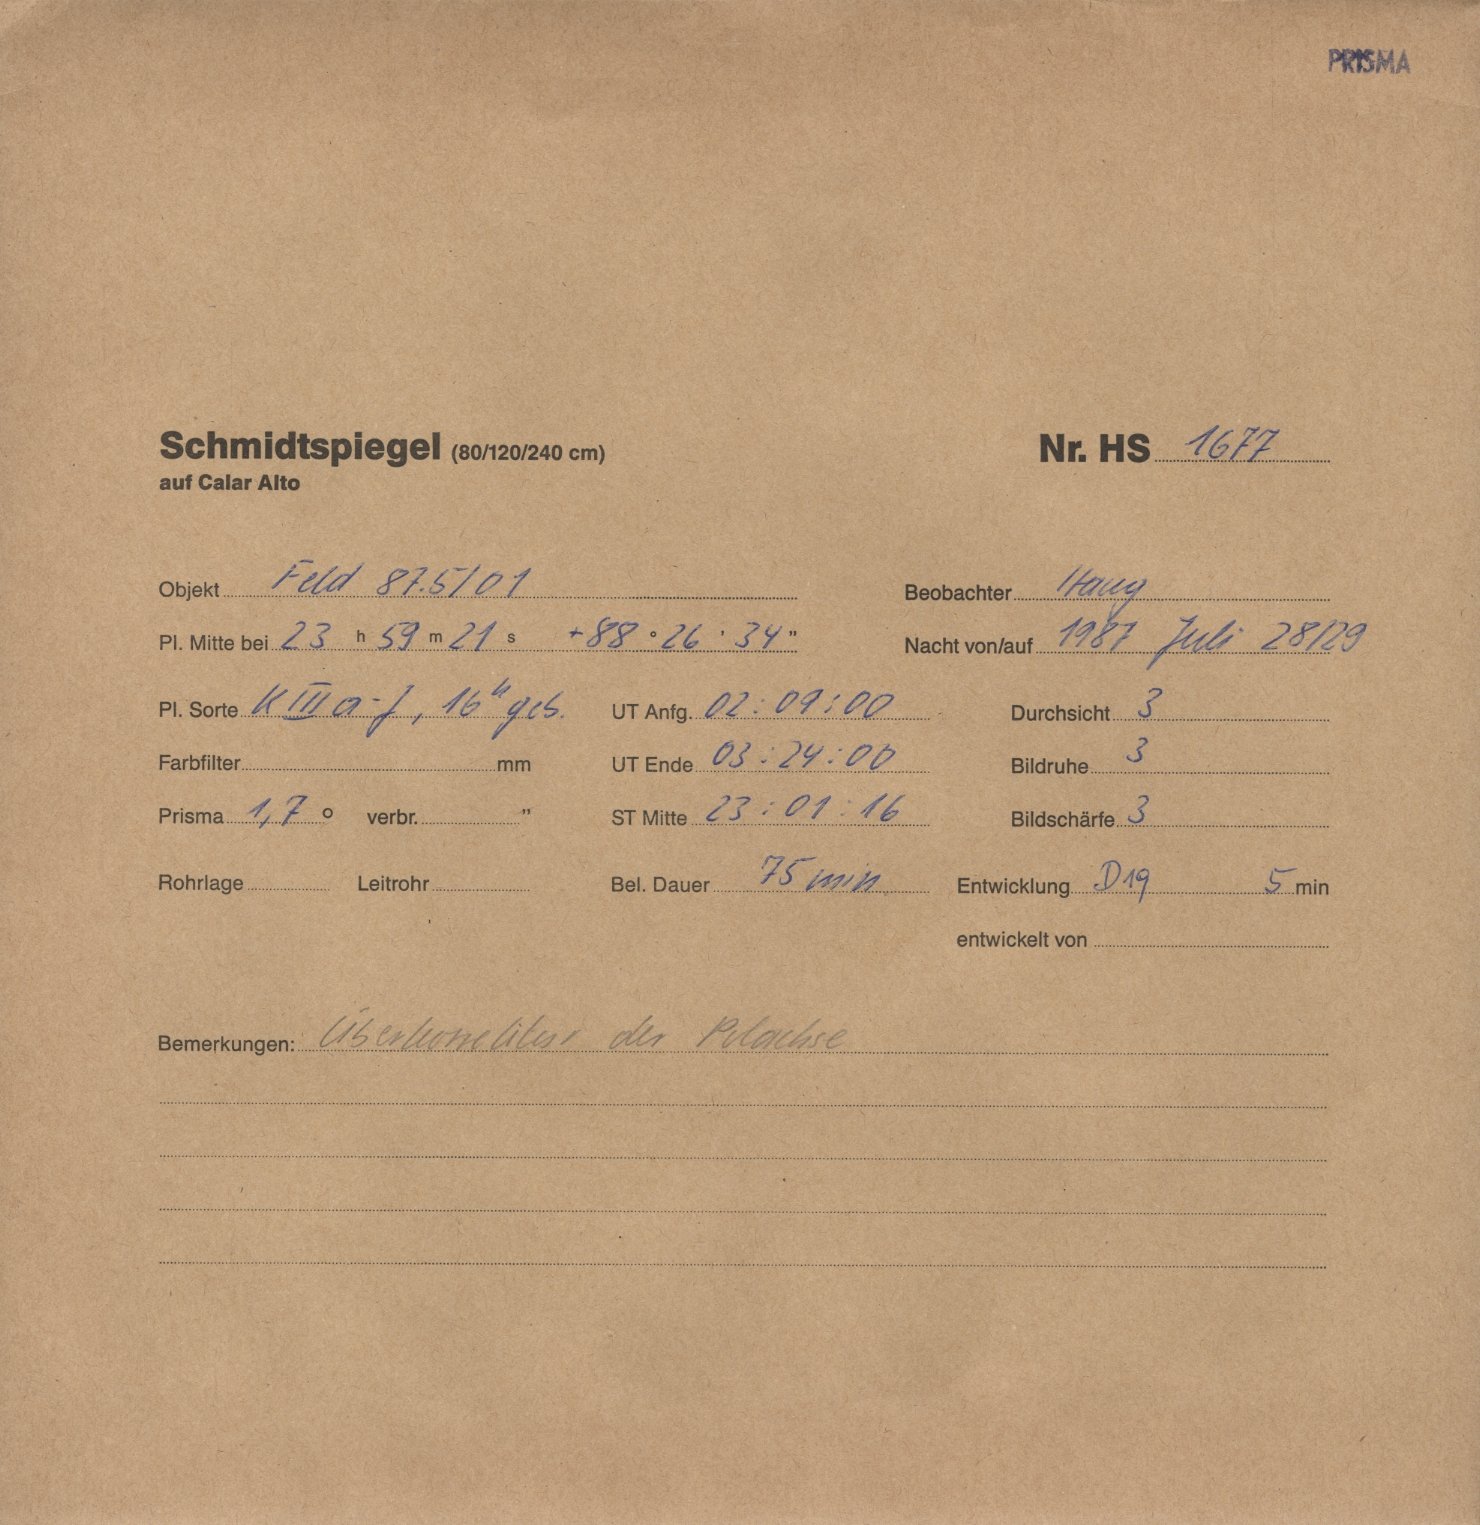 PRISMA
Schmidtspiegel (80/120/240 cm)
auf Calar Alto
Nr. HS 1677
Objekt Feld 87.5/01
Beobachter Haug
Pl. Mitte bei 23 h 59 m 21 s +88 ° 26 ' 34 "
Nacht von/auf 1987 Juli 28/29
Pl. Sorte K III a-J, 16h geb.
UT Anfg. 02:09:00
Durchsicht 3
Farbfilter mm
UT Ende 03:24:00
Bildruhe 3
Prisma 1,7 ° verbr. "
ST Mitte 23:01:16
Bildschärfe 3
Rohrlage Leitrohr
Bel. Dauer 75 min
Entwicklung D19 5 min
entwickelt von
Bemerkungen: Überkorrektur der Polachse